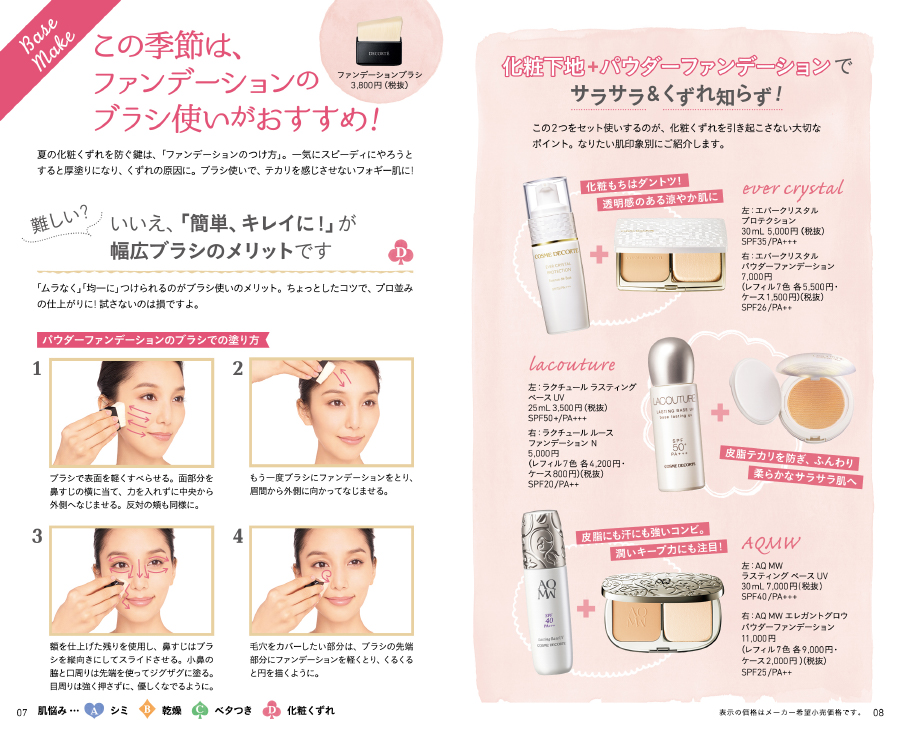 Base
Make
この季節は、
ファンデーションの
ブラシ使いがおすすめ!
DECORTÉ
ファンデーションブラシ
3,800円(税抜)
夏の化粧くずれを防ぐ鍵は、「ファンデーションのつけ方」。一気にスピーディにやろうと
すると厚塗りになり、くずれの原因に。ブラシ使いで、テカリを感じさせないフォギー肌に!
難しい?
いいえ、「簡単、キレイに!」が
幅広ブラシのメリットです
D
「ムラなく」「均一に」つけられるのがブラシ使いのメリット。ちょっとしたコツで、プロ並み
の仕上がりに! 試さないのは損ですよ。
パウダーファンデーションのブラシでの塗り方
1
ブラシで表面を軽くすべらせる。面部分を
鼻すじの横に当て、力を入れずに中央から
外側へなじませる。反対の頬も同様に。
2
もう一度ブラシにファンデーションをとり、
眉間から外側に向かってなじませる。
3
額を仕上げた残りを使用し、鼻すじはブラ
シを縦向きにしてスライドさせる。小鼻の
脇と口周りは先端を使ってジグザグに塗る。
目周りは強く押さずに、優しくなでるように。
4
毛穴をカバーしたい部分は、ブラシの先端
部分にファンデーションを軽くとり、くるくる
と円を描くように。
07 肌悩み… A シミ B 乾燥 C ベタつき D 化粧くずれ
化粧下地+パウダーファンデーションで
サラサラ&くずれ知らず!
この2つをセット使いするのが、化粧くずれを引き起こさない大切な
ポイント。なりたい肌印象別にご紹介します。
化粧もちはダントツ!
透明感のある涼やか肌に
COSME DECORTE
ever crystal
左:エバークリスタル
プロテクション
30mL 5,000円(税抜)
SPF35/PA+++
右:エバークリスタル
パウダーファンデーション
7,000円
(レフィル7色 各5,500円・
ケース1,500円)(税抜)
SPF26/PA++
lacouture
左:ラクチュール ラスティング
ベース UV
25mL 3,500円(税抜)
SPF50+/PA+++
右:ラクチュール ルース
ファンデーション N
5,000円
(レフィル7色 各4,200円・
ケース800円)(税抜)
SPF20/PA++
LACOUTURE
LASTING BASE UV
SPF
50+
PA+++
COSME DECORTE
皮脂テカリを防ぎ、ふんわり
柔らかなサラサラ肌へ
皮脂にも汗にも強いコンビ。
潤いキープ力にも注目!
AQ
MW
SPF
40
PA+++
AQMW
左:AQ MW
ラスティング ベース UV
30mL 7,000円(税抜)
SPF40/PA+++
右:AQ MW エレガントグロウ
パウダーファンデーション
11,000円
(レフィル7色 各9,000円・
ケース2,000円)(税抜)
SPF25/PA++
表示の価格はメーカー希望小売価格です。 08